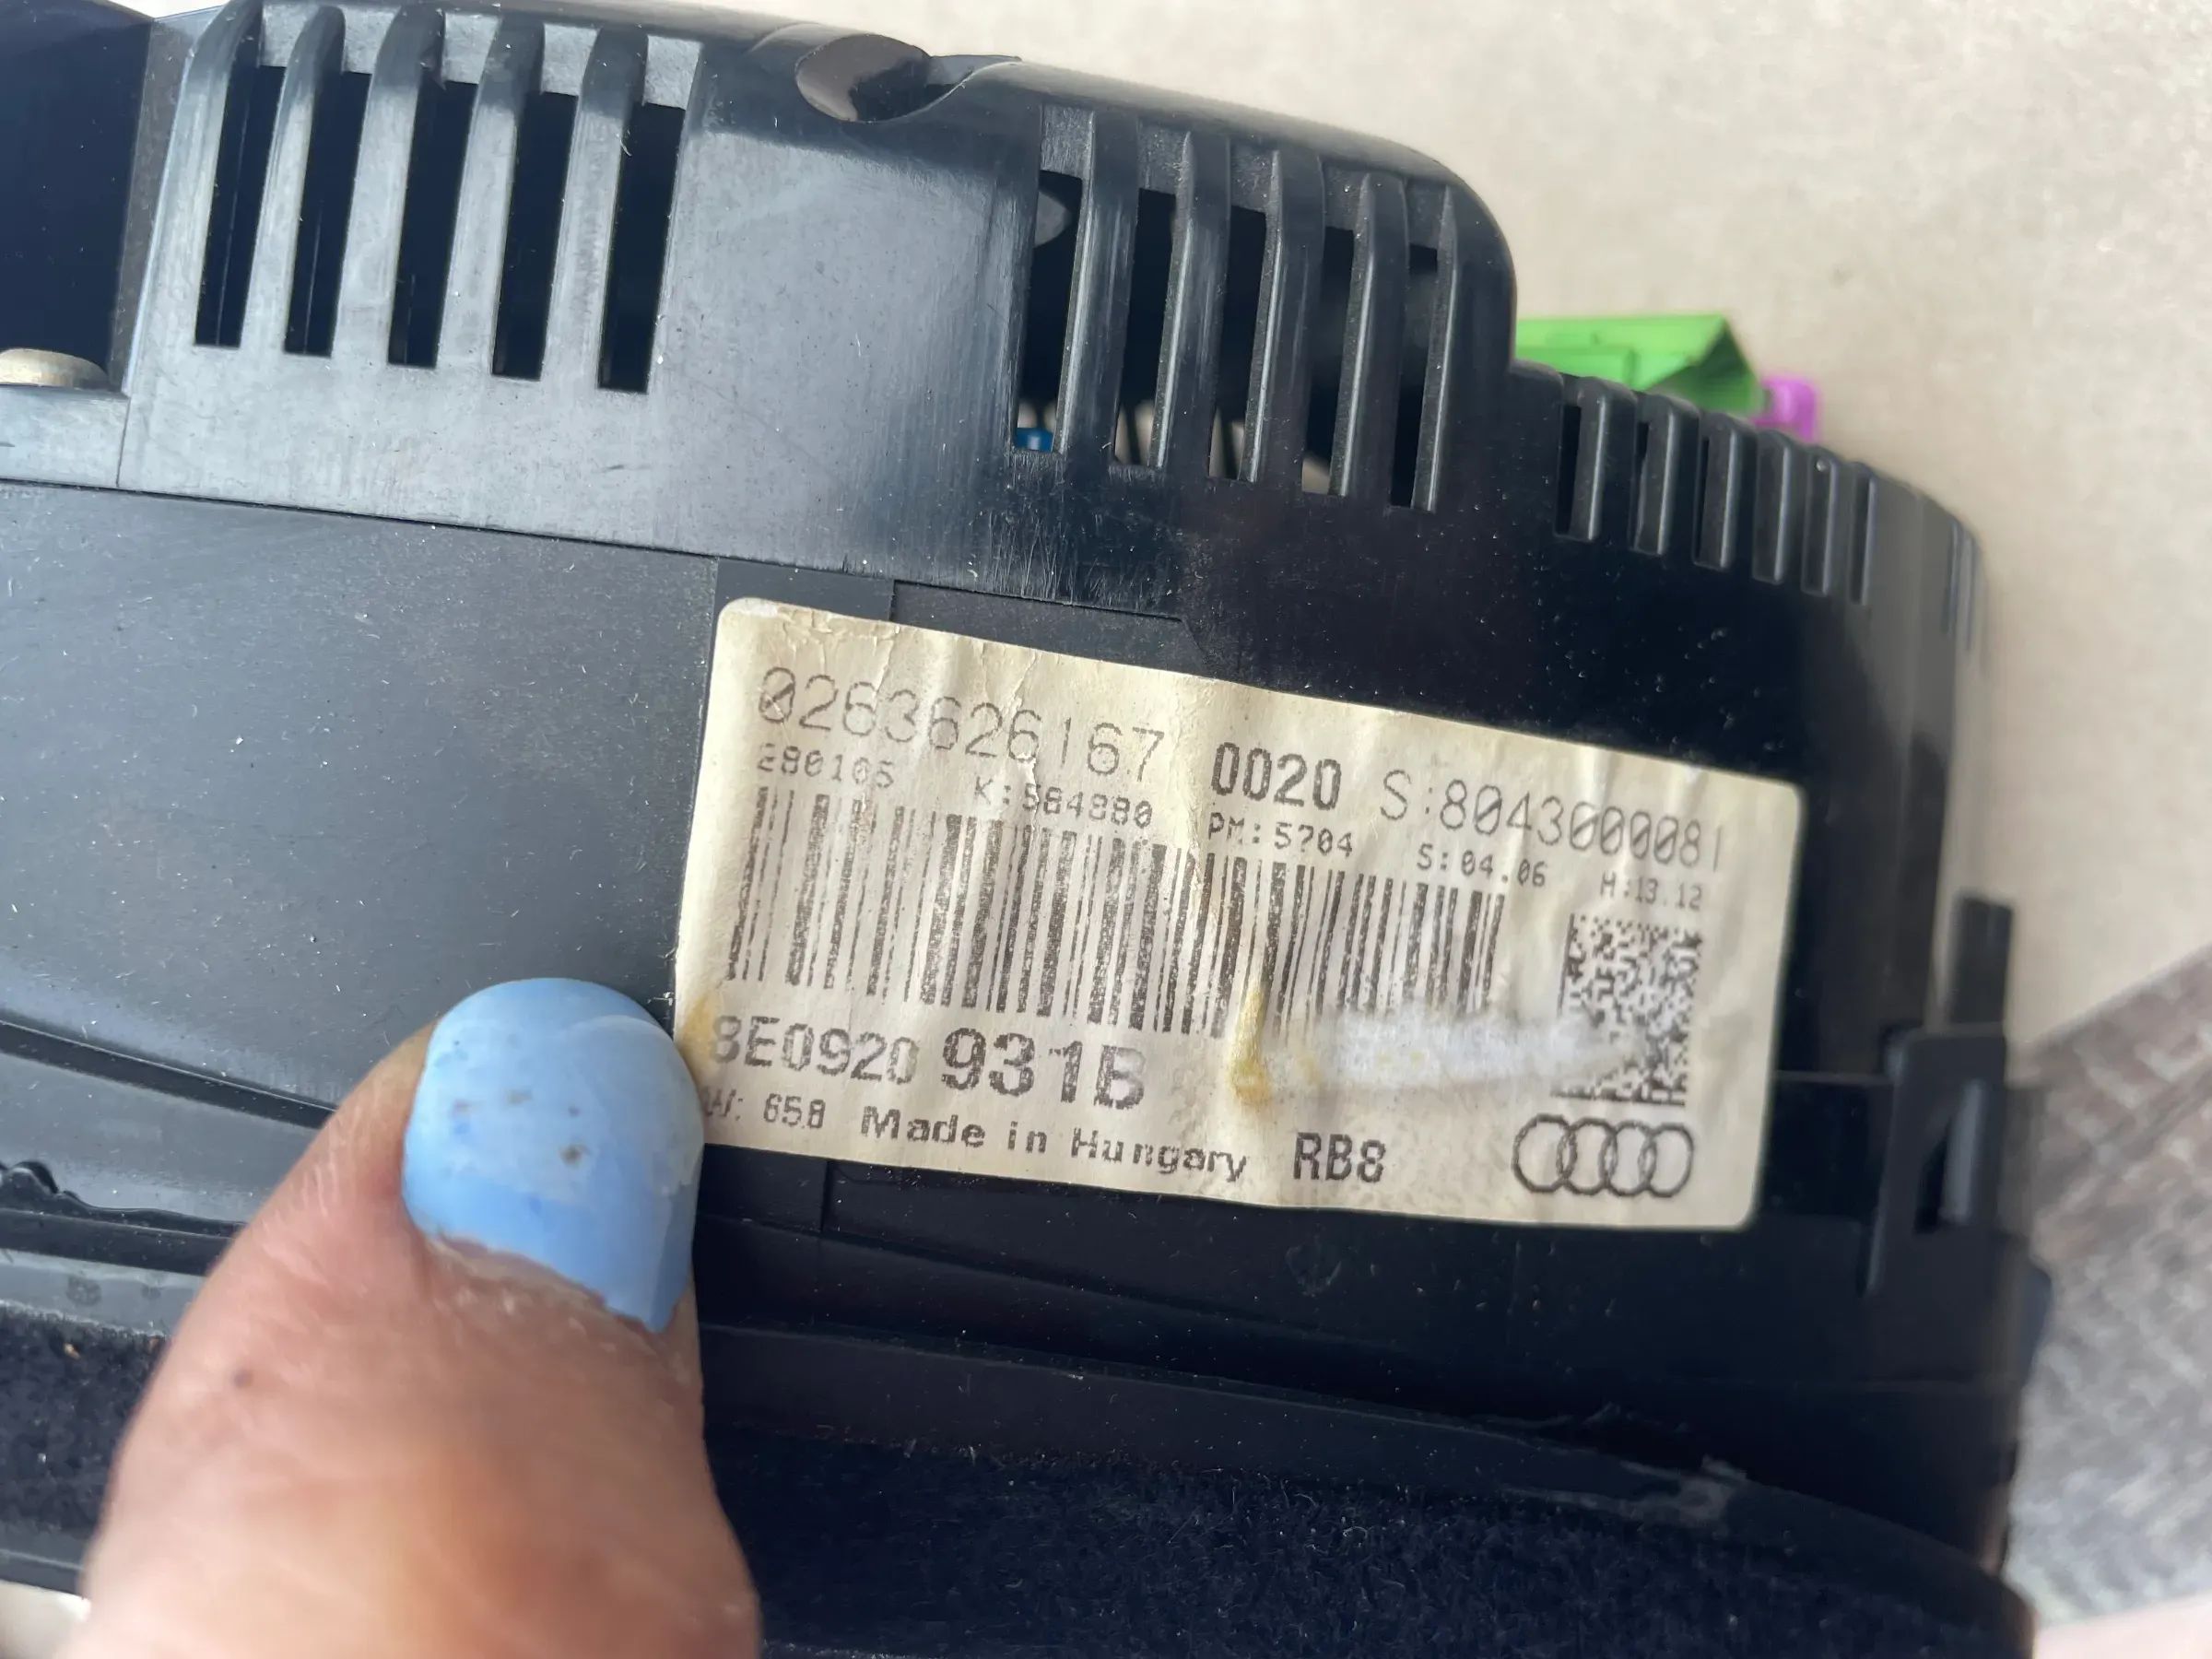 0263626167 0020 S:8043000081
280105 K:584880 PM:5704 S:04.06 H:13.12
8E0920 931B
W: 658 Made in Hungary RB8